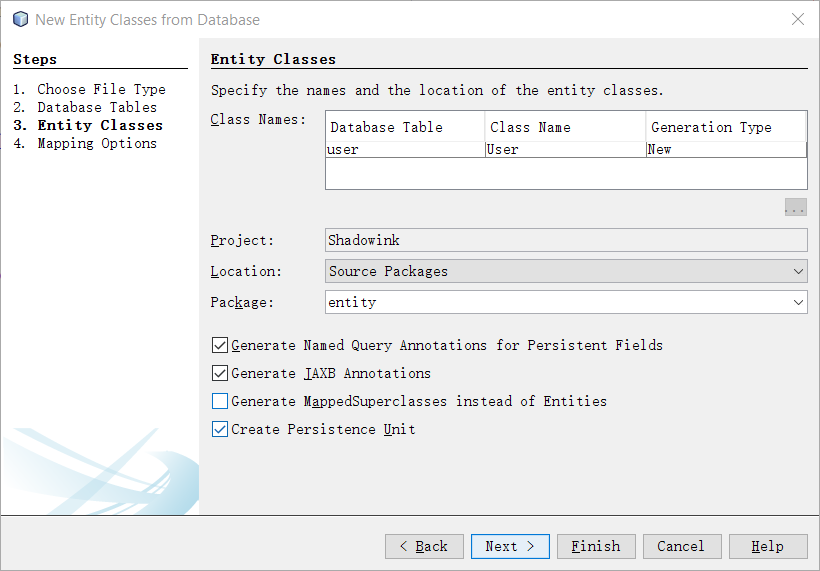 New Entity Classes from Database
Steps
1. Choose File Type
2. Database Tables
3. Entity Classes
4. Mapping Options
Entity Classes
Specify the names and the location of the entity classes.
Class Names:
Database Table Class Name Generation Type
user User New
...
Project: Shadowink
Location: Source Packages
Package: entity
Generate Named Query Annotations for Persistent Fields
Generate JAXB Annotations
Generate MappedSuperclasses instead of Entities
Create Persistence Unit
< Back Next > Finish Cancel Help